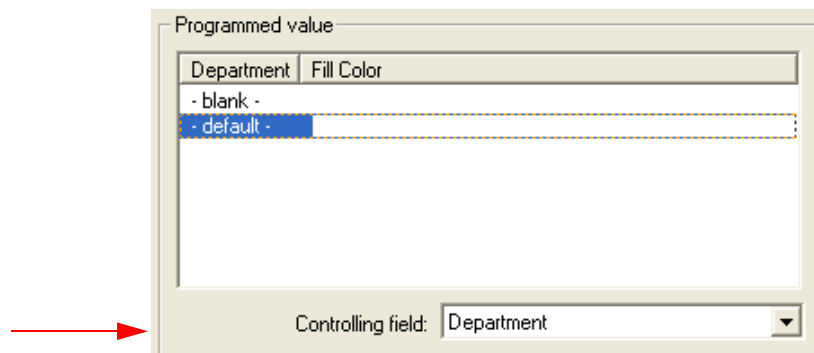 Programmed value
Department Fill Color
- blank -
- default -
Controlling field: Department